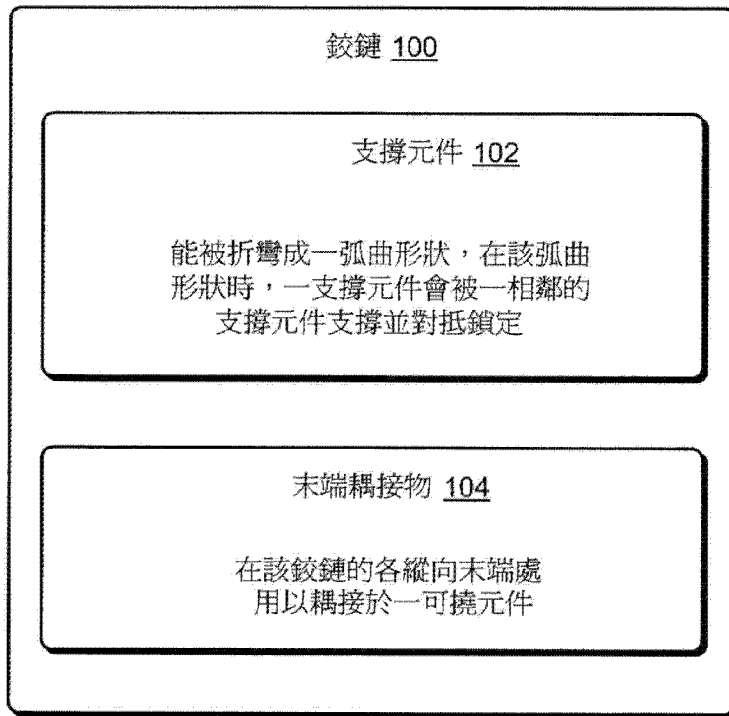 鉸鏈 100
支撐元件 102
能被折彎成一弧曲形狀，在該弧曲
形狀時，一支撐元件會被一相鄰的
支撐元件支撐並對抵鎖定
末端耦接物 104
在該鉸鏈的各縱向末端處
用以耦接於一可撓元件